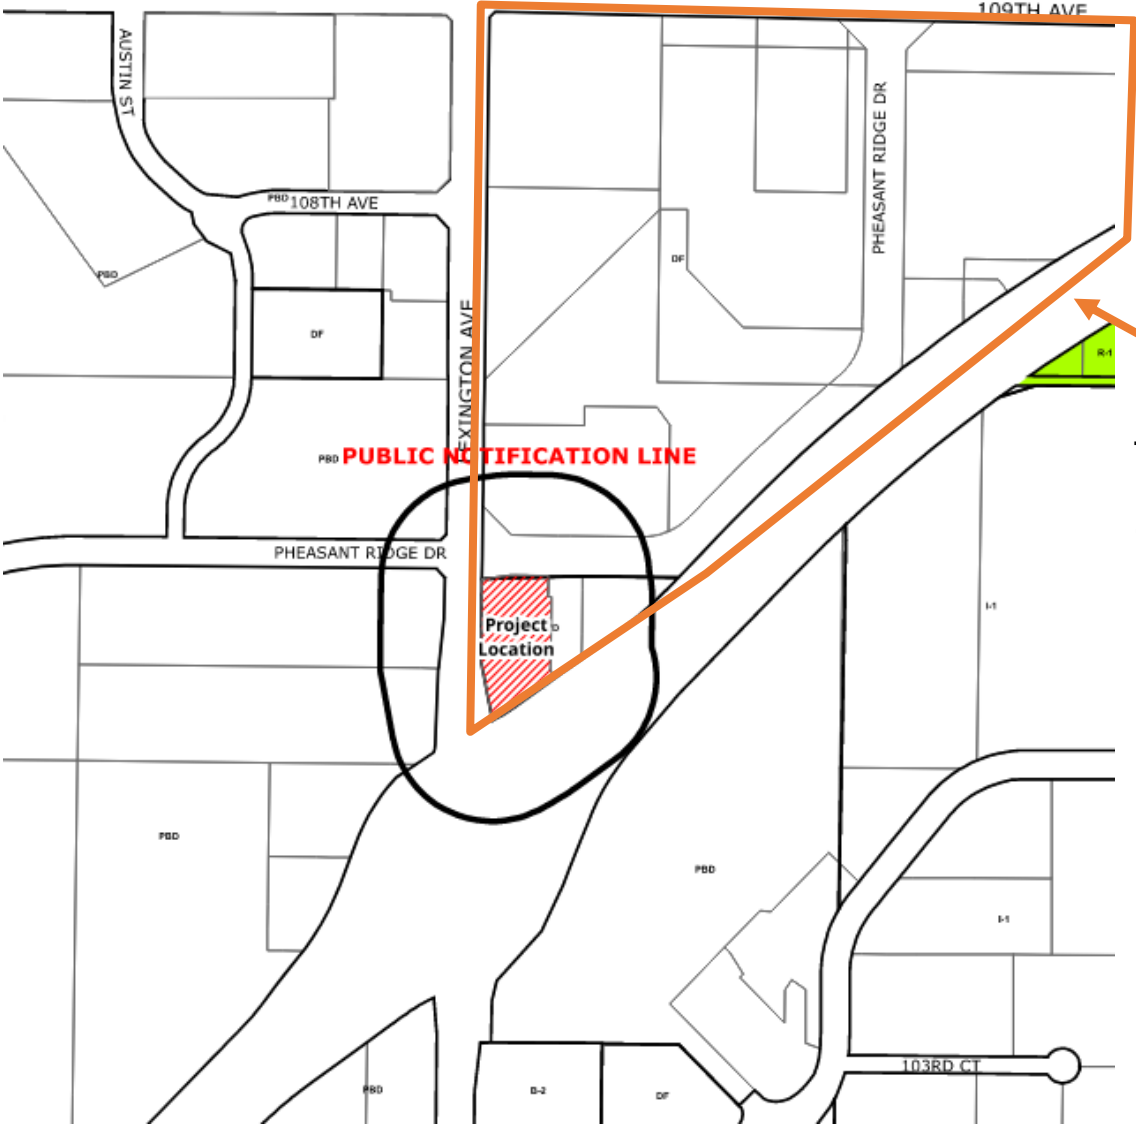 109TH AVE
AUSTIN ST
PHEASANT RIDGE DR
PBD
108TH AVE
DF
PBD
LEXINGTON AVE
DF
R-1
PBD
PUBLIC NOTIFICATION LINE
PHEASANT RIDGE DR
I-1
Project
Location
PBD
PBD
I-1
103RD CT
PBD
B-2
DF